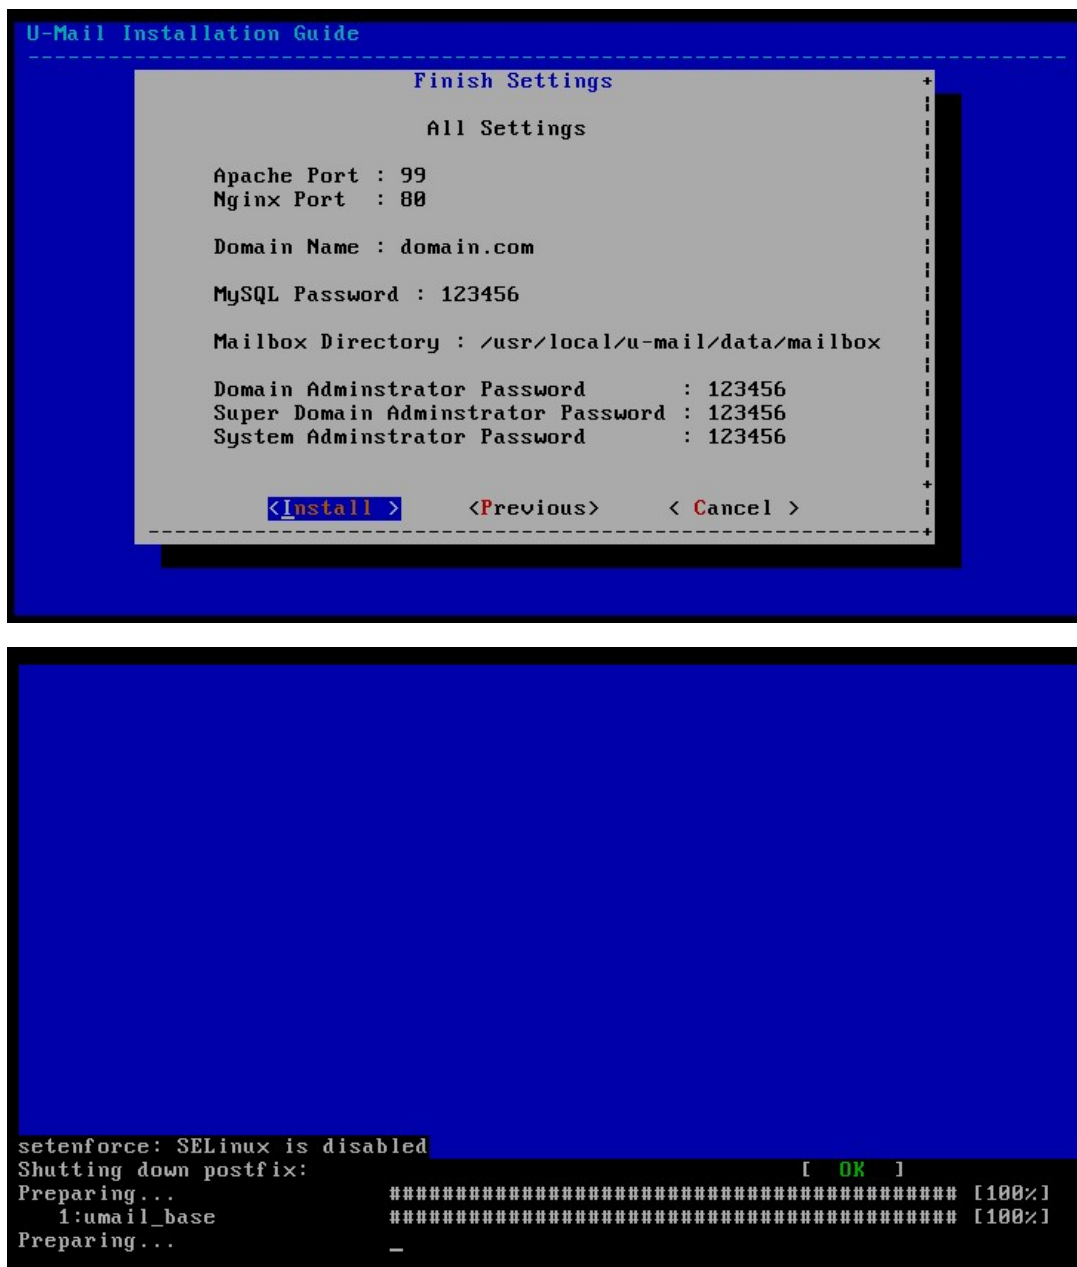 U-Mail Installation Guide
Finish Settings
All Settings
Apache Port : 99
Nginx Port  : 80
Domain Name : domain.com
MySQL Password : 123456
Mailbox Directory : /usr/local/u-mail/data/mailbox
Domain Adminstrator Password       : 123456
Super Domain Adminstrator Password : 123456
System Adminstrator Password       : 123456
<Install >     <Previous>     < Cancel >
setenforce: SELinux is disabled
Shutting down postfix:                                     [  OK  ]
Preparing...                ########################################### [100%]
   1:umail_base             ########################################### [100%]
Preparing...                _